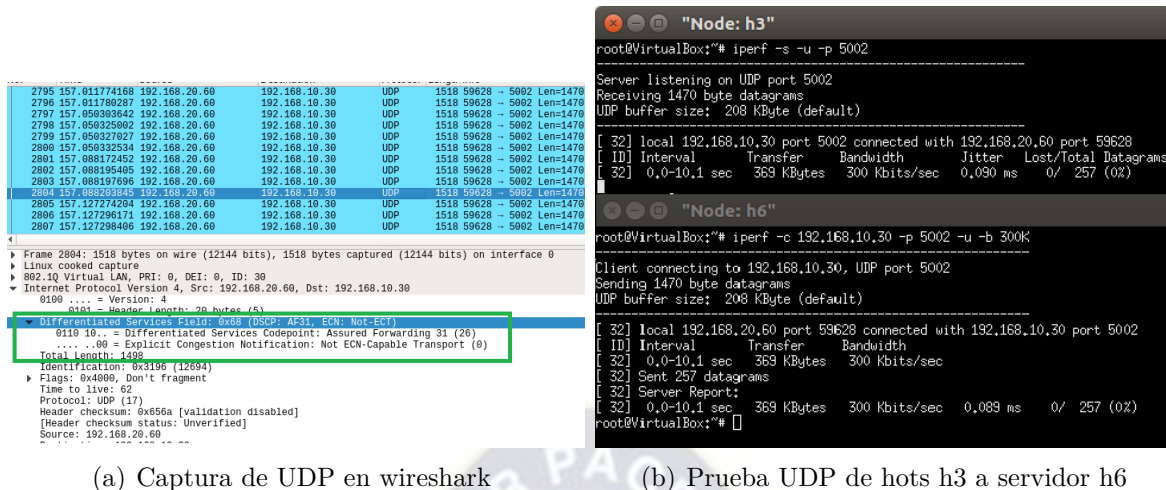 2795 157.011774168 192.168.20.60 192.168.10.30 UDP 1518 59628 → 5002 Len=1470
2796 157.011780287 192.168.20.60 192.168.10.30 UDP 1518 59628 → 5002 Len=1470
2797 157.050303642 192.168.20.60 192.168.10.30 UDP 1518 59628 → 5002 Len=1470
2798 157.050325002 192.168.20.60 192.168.10.30 UDP 1518 59628 → 5002 Len=1470
2799 157.050327027 192.168.20.60 192.168.10.30 UDP 1518 59628 → 5002 Len=1470
2800 157.050332534 192.168.20.60 192.168.10.30 UDP 1518 59628 → 5002 Len=1470
2801 157.088172452 192.168.20.60 192.168.10.30 UDP 1518 59628 → 5002 Len=1470
2802 157.088195405 192.168.20.60 192.168.10.30 UDP 1518 59628 → 5002 Len=1470
2803 157.088197696 192.168.20.60 192.168.10.30 UDP 1518 59628 → 5002 Len=1470
2804 157.088203845 192.168.20.60 192.168.10.30 UDP 1518 59628 → 5002 Len=1470
2805 157.127274204 192.168.20.60 192.168.10.30 UDP 1518 59628 → 5002 Len=1470
2806 157.127296171 192.168.20.60 192.168.10.30 UDP 1518 59628 → 5002 Len=1470
2807 157.127298406 192.168.20.60 192.168.10.30 UDP 1518 59628 → 5002 Len=1470
Frame 2804: 1518 bytes on wire (12144 bits), 1518 bytes captured (12144 bits) on interface 0
Linux cooked capture
802.1Q Virtual LAN, PRI: 0, DEI: 0, ID: 30
Internet Protocol Version 4, Src: 192.168.20.60, Dst: 192.168.10.30
0100 .... = Version: 4
.... 0101 = Header Length: 20 bytes (5)
Differentiated Services Field: 0x68 (DSCP: AF31, ECN: Not-ECT)
0110 10.. = Differentiated Services Codepoint: Assured Forwarding 31 (26)
.... ..00 = Explicit Congestion Notification: Not ECN-Capable Transport (0)
Total Length: 1498
Identification: 0x3196 (12694)
Flags: 0x4000, Don't fragment
Time to live: 62
Protocol: UDP (17)
Header checksum: 0x656a [validation disabled]
[Header checksum status: Unverified]
Source: 192.168.20.60
(a) Captura de UDP en wireshark
"Node: h3"
root@VirtualBox:~# iperf -s -u -p 5002
------------------------------------------------------------
Server listening on UDP port 5002
Receiving 1470 byte datagrams
UDP buffer size: 208 KByte (default)
------------------------------------------------------------
[ 32] local 192.168.10.30 port 5002 connected with 192.168.20.60 port 59628
[ ID] Interval Transfer Bandwidth Jitter Lost/Total Datagrams
[ 32] 0.0-10.1 sec 369 KBytes 300 Kbits/sec 0.090 ms 0/ 257 (0%)
"Node: h6"
root@VirtualBox:~# iperf -c 192.168.10.30 -p 5002 -u -b 300K
------------------------------------------------------------
Client connecting to 192.168.10.30, UDP port 5002
Sending 1470 byte datagrams
UDP buffer size: 208 KByte (default)
------------------------------------------------------------
[ 32] local 192.168.20.60 port 59628 connected with 192.168.10.30 port 5002
[ ID] Interval Transfer Bandwidth
[ 32] 0.0-10.1 sec 369 KBytes 300 Kbits/sec
[ 32] Sent 257 datagrams
[ 32] Server Report:
[ 32] 0.0-10.1 sec 369 KBytes 300 Kbits/sec 0.089 ms 0/ 257 (0%)
root@VirtualBox:~#
(b) Prueba UDP de hots h3 a servidor h6